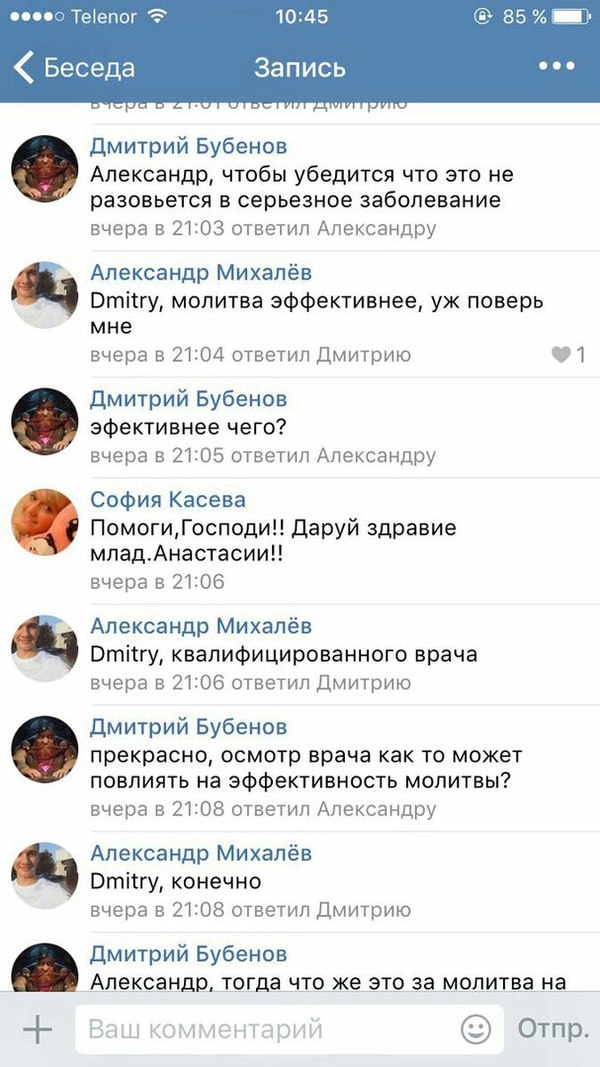 Telenor 10:45 85 %
Беседа Запись
вчера в 21:01 ответил Дмитрию
Дмитрий Бубенов
Александр, чтобы убедится что это не
разовьется в серьезное заболевание
вчера в 21:03 ответил Александру
Александр Михалёв
Dmitry, молитва эффективнее, уж поверь
мне
вчера в 21:04 ответил Дмитрию 1
Дмитрий Бубенов
эфективнее чего?
вчера в 21:05 ответил Александру
София Касева
Помоги,Господи!! Даруй здравие
млад.Анастасии!!
вчера в 21:06
Александр Михалёв
Dmitry, квалифицированного врача
вчера в 21:06 ответил Дмитрию
Дмитрий Бубенов
прекрасно, осмотр врача как то может
повлиять на эффективность молитвы?
вчера в 21:08 ответил Александру
Александр Михалёв
Dmitry, конечно
вчера в 21:08 ответил Дмитрию
Дмитрий Бубенов
Александр, тогда что же это за молитва на
Ваш комментарий Отпр.